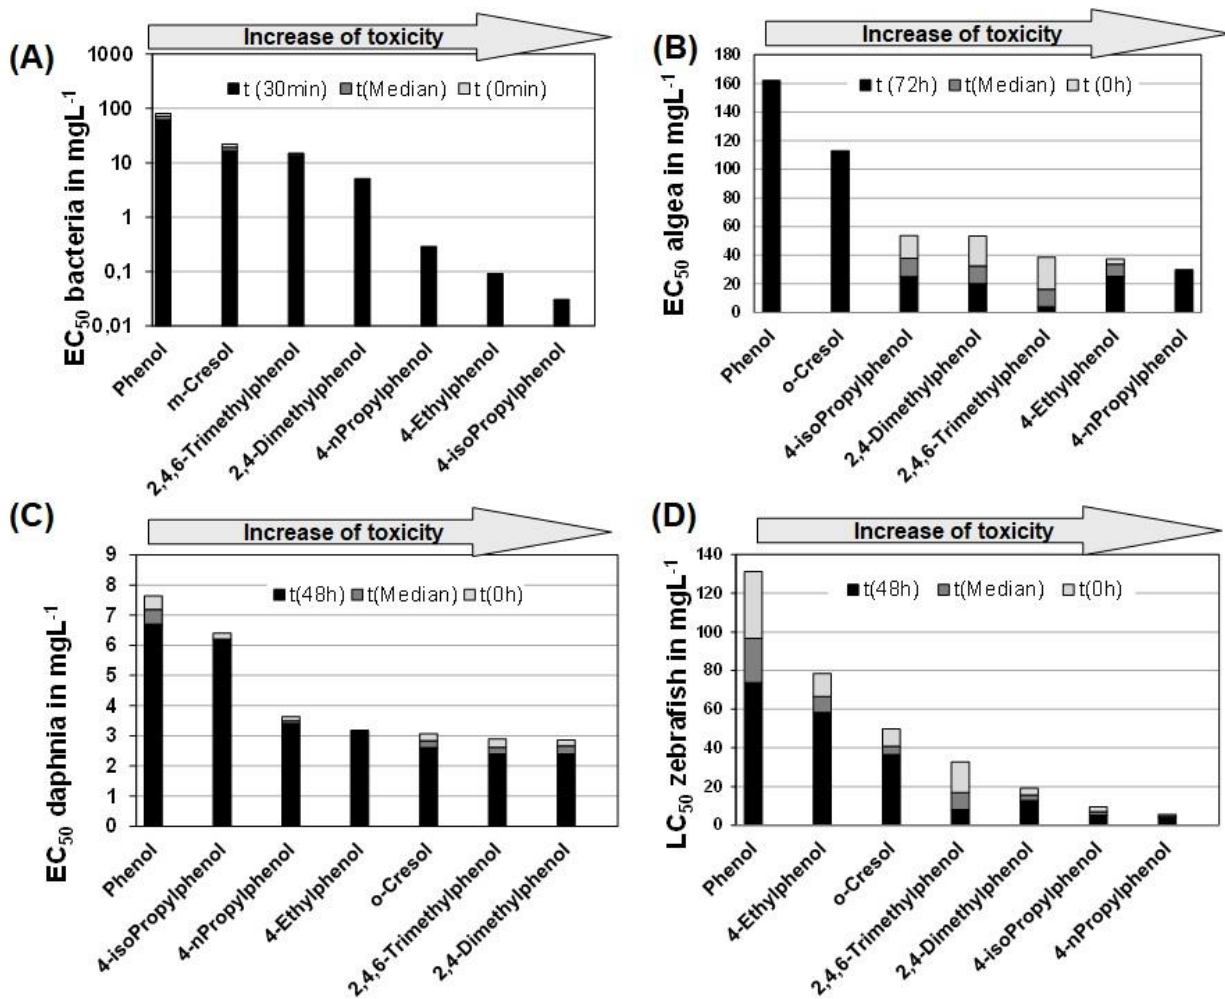 (A)
Increase of toxicity
EC50 bacteria in mgL-1
1000
100
10
1
0,1
0,01
t (30min) t(Median) t (0min)
Phenol
m-Cresol
2,4,6-Trimethylphenol
2,4-Dimethylphenol
4-nPropylphenol
4-Ethylphenol
4-isoPropylphenol
(B)
Increase of toxicity
EC50 algea in mgL-1
180
160
140
120
100
80
60
40
20
0
t (72h) t(Median) t (0h)
Phenol
o-Cresol
4-isoPropylphenol
2,4-Dimethylphenol
2,4,6-Trimethylphenol
4-Ethylphenol
4-nPropylphenol
(C)
Increase of toxicity
EC50 daphnia in mgL-1
9
8
7
6
5
4
3
2
1
0
t(48h) t(Median) t(0h)
Phenol
4-isoPropylphenol
4-nPropylphenol
4-Ethylphenol
o-Cresol
2,4,6-Trimethylphenol
2,4-Dimethylphenol
(D)
Increase of toxicity
LC50 zebrafish in mgL-1
140
120
100
80
60
40
20
0
t(48h) t(Median) t(0h)
Phenol
4-Ethylphenol
o-Cresol
2,4,6-Trimethylphenol
2,4-Dimethylphenol
4-isoPropylphenol
4-nPropylphenol